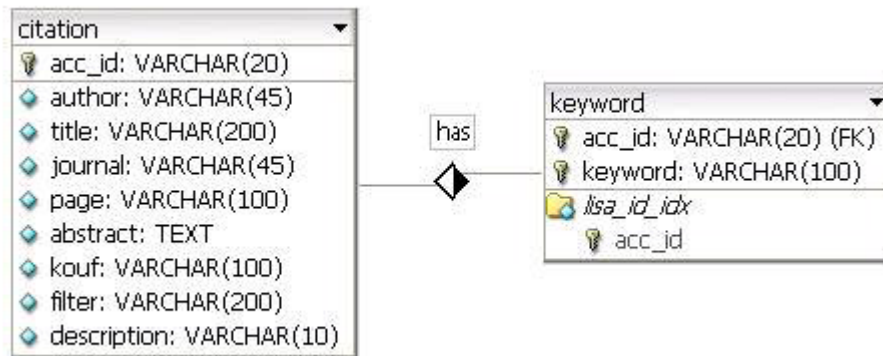 citation
acc_id: VARCHAR(20)
author: VARCHAR(45)
title: VARCHAR(200)
journal: VARCHAR(45)
page: VARCHAR(100)
abstract: TEXT
kouf: VARCHAR(100)
filter: VARCHAR(200)
description: VARCHAR(10)
has
keyword
acc_id: VARCHAR(20) (FK)
keyword: VARCHAR(100)
lisa_id_idx
acc_id